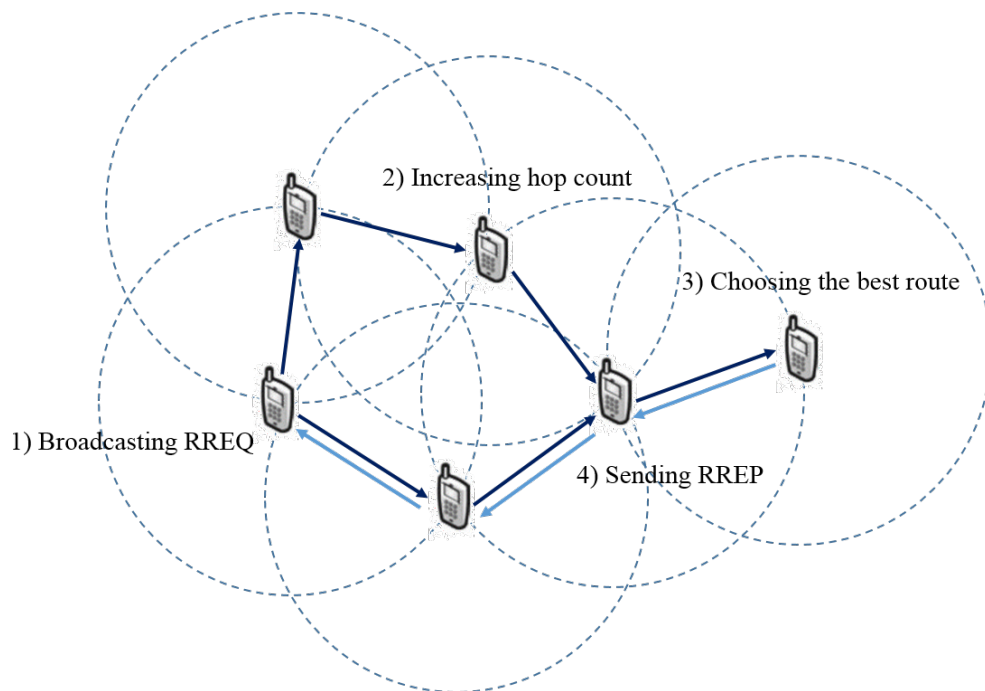 2) Increasing hop count
3) Choosing the best route
1) Broadcasting RREQ
4) Sending RREP